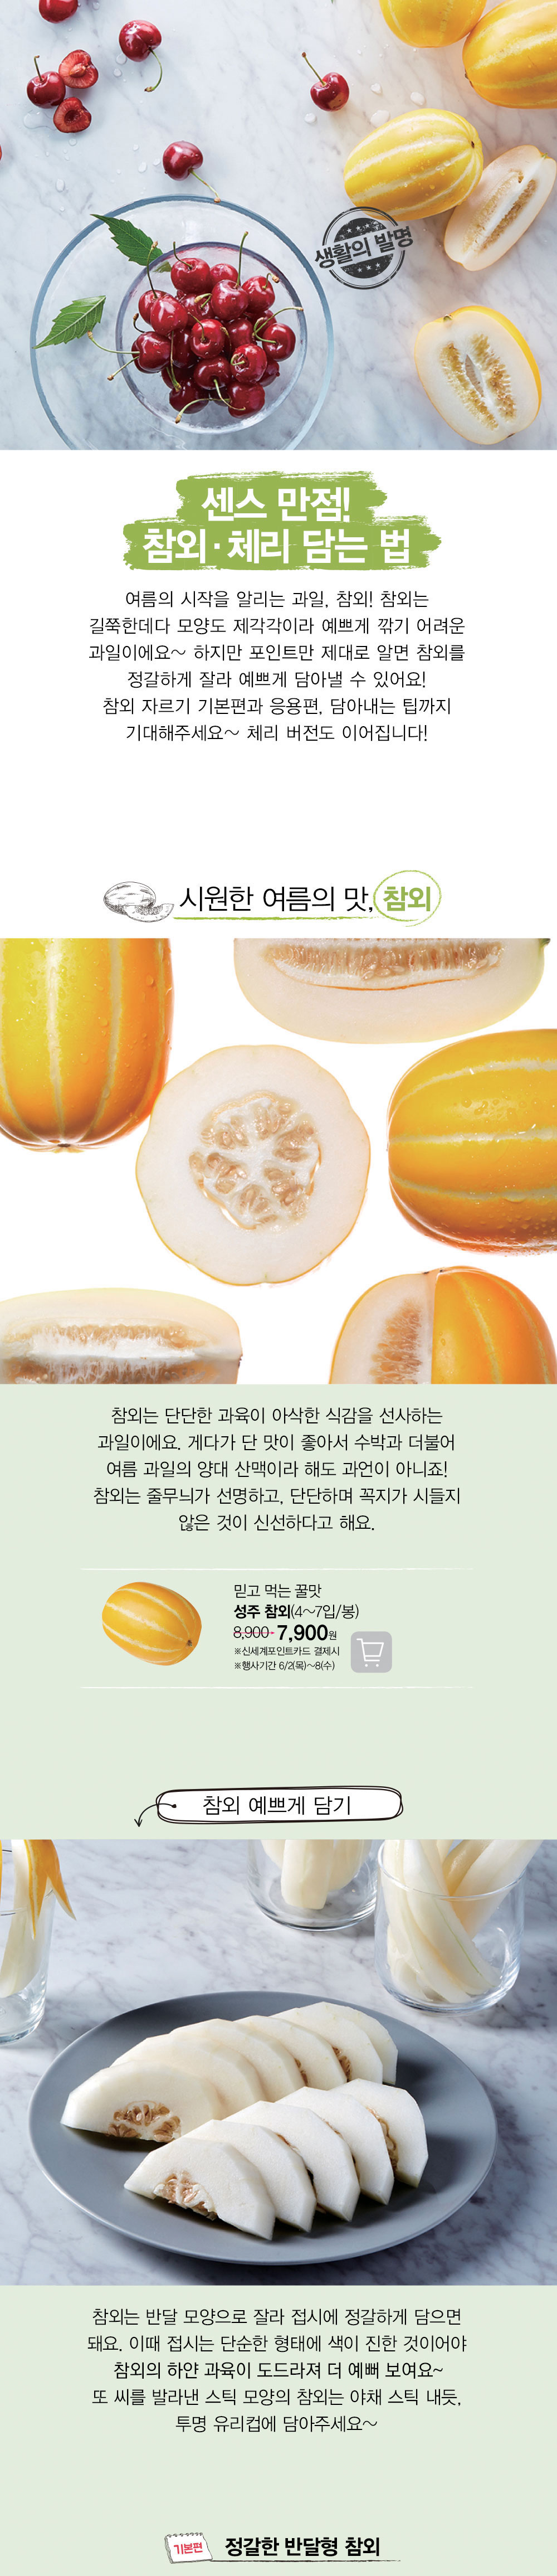 생활의 발명
센스 만점!
참외·체리 담는 법
여름의 시작을 알리는 과일, 참외! 참외는
길쭉한데다 모양도 제각각이라 예쁘게 깎기 어려운
과일이에요~ 하지만 포인트만 제대로 알면 참외를
정갈하게 잘라 예쁘게 담아낼 수 있어요!
참외 자르기 기본편과 응용편, 담아내는 팁까지
기대해주세요~ 체리 버전도 이어집니다!
시원한 여름의 맛, 참외
참외는 단단한 과육이 아삭한 식감을 선사하는
과일이에요. 게다가 단 맛이 좋아서 수박과 더불어
여름 과일의 양대 산맥이라 해도 과언이 아니죠!
참외는 줄무늬가 선명하고, 단단하며 꼭지가 시들지
않은 것이 신선하다고 해요.
믿고 먹는 꿀맛
성주 참외(4~7입/봉)
8,900 7,900원
※신세계포인트카드 결제시
※행사기간 6/2(목)~8(수)
참외 예쁘게 담기
참외는 반달 모양으로 잘라 접시에 정갈하게 담으면
돼요. 이때 접시는 단순한 형태에 색이 진한 것이어야
참외의 하얀 과육이 도드라져 더 예뻐 보여요~
또 씨를 발라낸 스틱 모양의 참외는 야채 스틱 내듯,
투명 유리컵에 담아주세요~
기본편 정갈한 반달형 참외